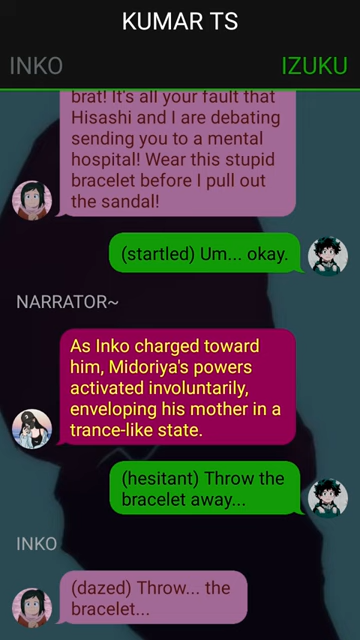 KUMAR TS
INKO
IZUKU
brat! It's all your fault that
Hisashi and I are debating
sending you to a mental
hospital! Wear this stupid
bracelet before I pull out
the sandal!
(startled) Um... okay.
NARRATOR~
As Inko charged toward
him, Midoriya's powers
activated involuntarily,
enveloping his mother in a
trance-like state.
(hesitant) Throw the
bracelet away...
INKO
(dazed) Throw... the
bracelet...